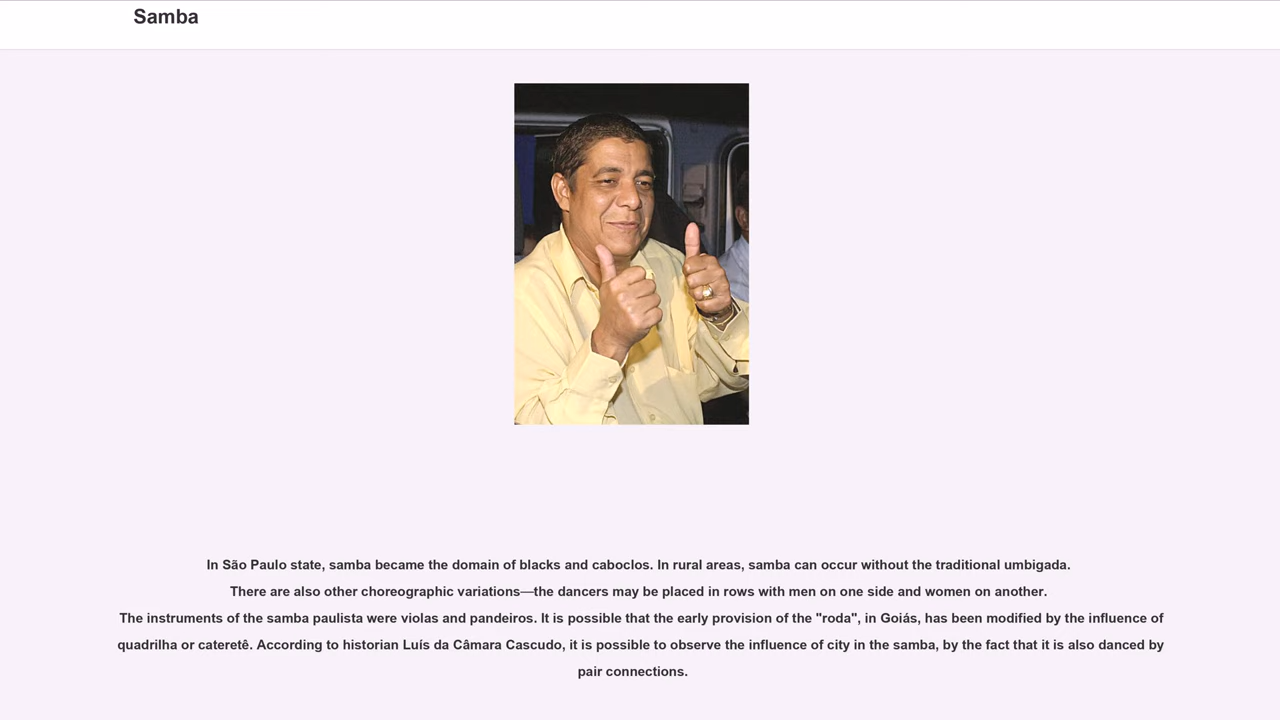 Samba
In São Paulo state, samba became the domain of blacks and caboclos. In rural areas, samba can occur without the traditional umbigada.
There are also other choreographic variations—the dancers may be placed in rows with men on one side and women on another.
The instruments of the samba paulista were violas and pandeiros. It is possible that the early provision of the "roda", in Goiás, has been modified by the influence of
quadrilha or cateretê. According to historian Luís da Câmara Cascudo, it is possible to observe the influence of city in the samba, by the fact that it is also danced by
pair connections.